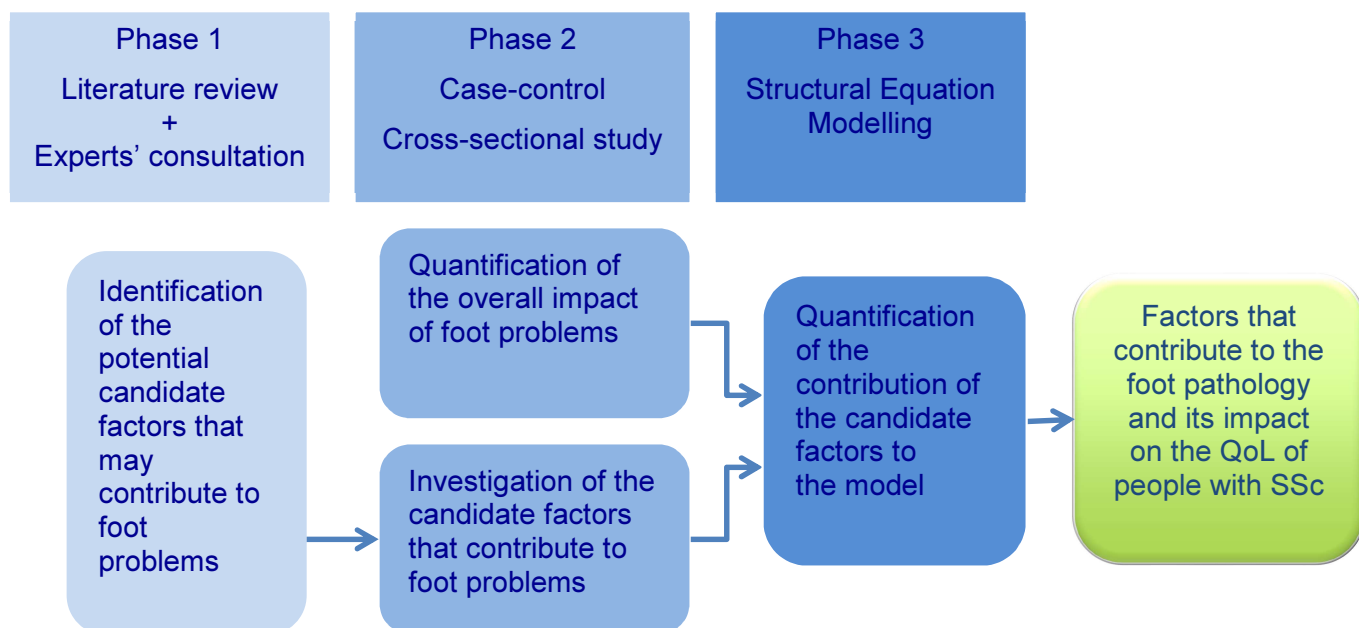 Phase 1
Literature review
+
Experts’ consultation
Phase 2
Case-control
Cross-sectional study
Phase 3
Structural Equation
Modelling
Identification
of the
potential
candidate
factors that
may
contribute to
foot
problems
Quantification of
the overall impact
of foot problems
Investigation of the
candidate factors
that contribute to
foot problems
Quantification
of the
contribution of
the candidate
factors to
the model
Factors that
contribute to the
foot pathology
and its impact
on the QoL of
people with SSc